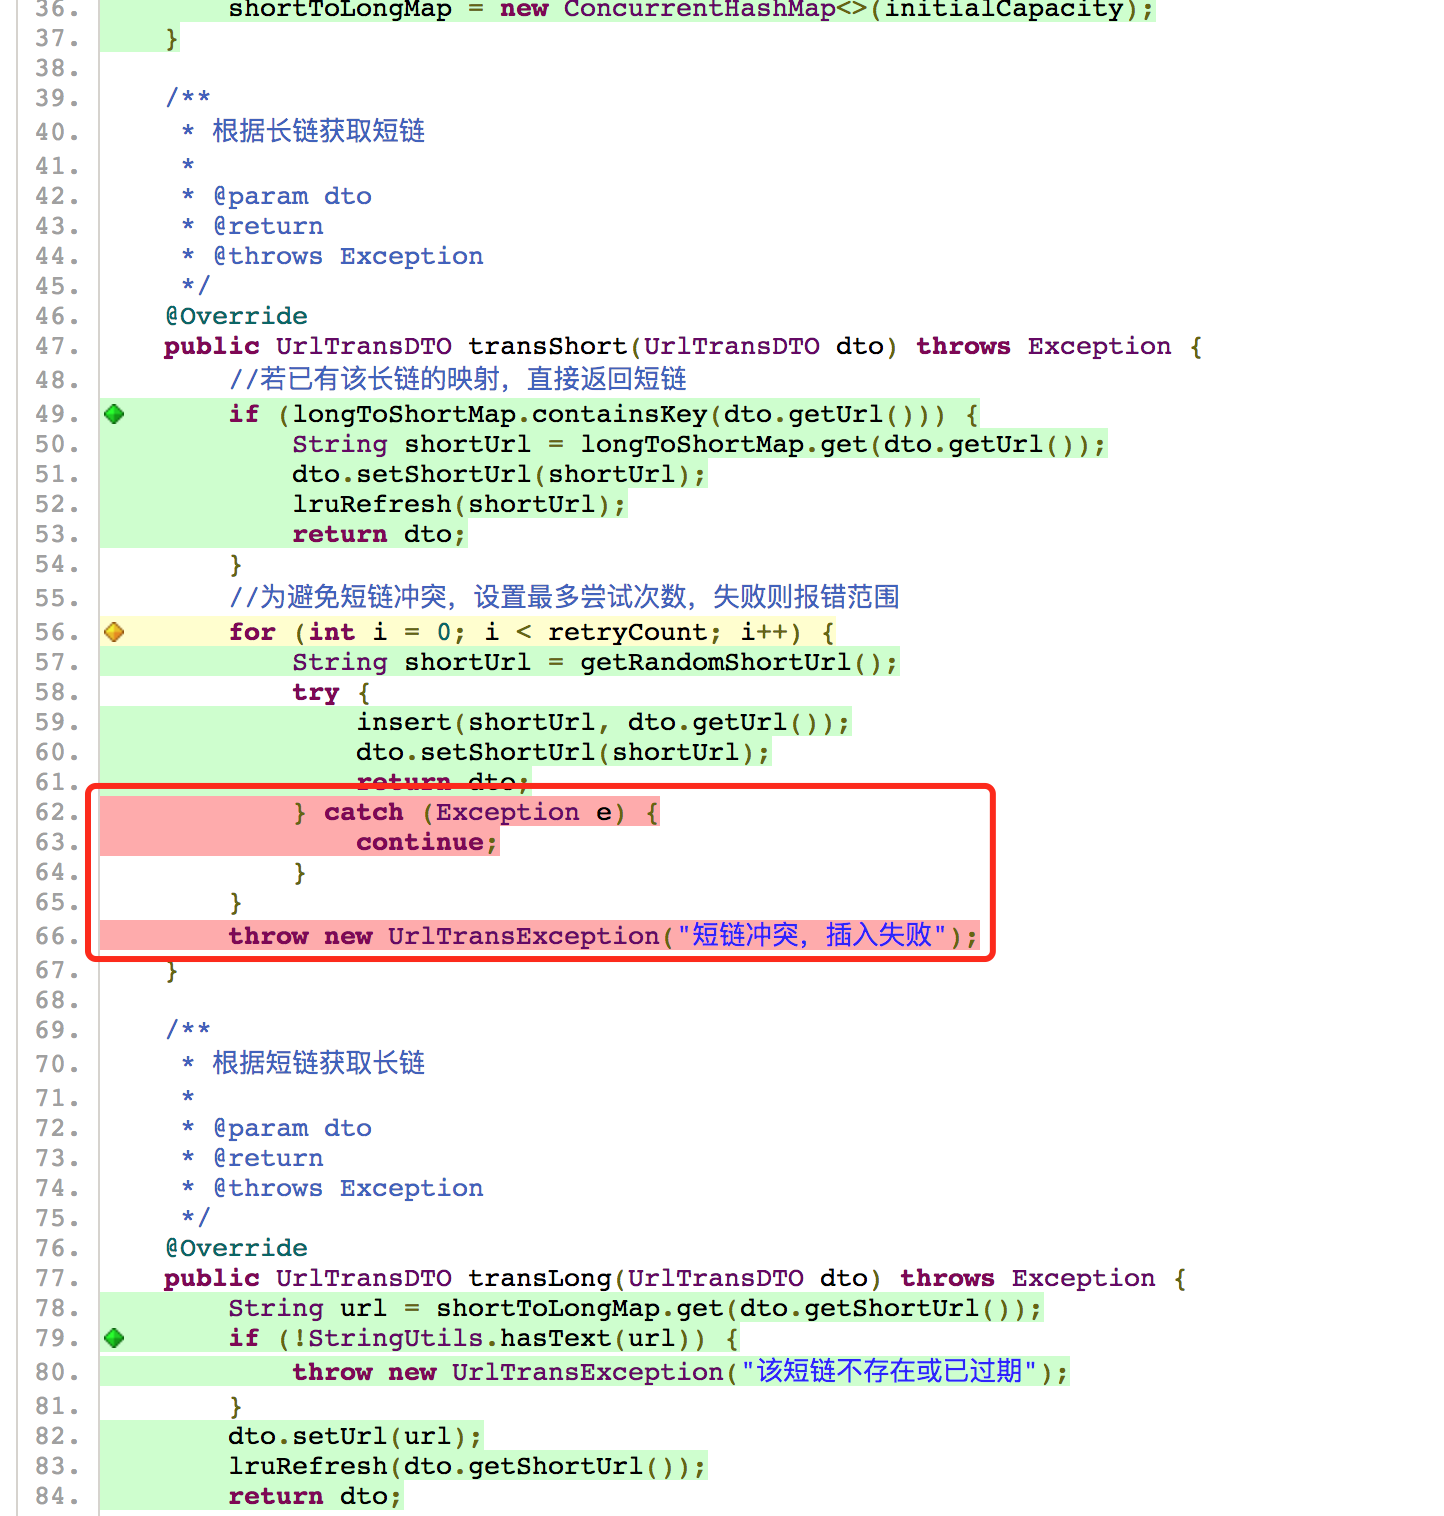 36. shortToLongMap = new ConcurrentHashMap<>(initialCapacity);
37. }
38.
39. /**
40. * 根据长链获取短链
41. *
42. * @param dto
43. * @return
44. * @throws Exception
45. */
46. @Override
47. public UrlTransDTO transShort(UrlTransDTO dto) throws Exception {
48. //若已有该长链的映射，直接返回短链
49. if (longToShortMap.containsKey(dto.getUrl())) {
50. String shortUrl = longToShortMap.get(dto.getUrl());
51. dto.setShortUrl(shortUrl);
52. lruRefresh(shortUrl);
53. return dto;
54. }
55. //为避免短链冲突，设置最多尝试次数，失败则报错范围
56. for (int i = 0; i < retryCount; i++) {
57. String shortUrl = getRandomShortUrl();
58. try {
59. insert(shortUrl, dto.getUrl());
60. dto.setShortUrl(shortUrl);
61. return dto;
62. } catch (Exception e) {
63. continue;
64. }
65. }
66. throw new UrlTransException("短链冲突，插入失败");
67. }
68.
69. /**
70. * 根据短链获取长链
71. *
72. * @param dto
73. * @return
74. * @throws Exception
75. */
76. @Override
77. public UrlTransDTO transLong(UrlTransDTO dto) throws Exception {
78. String url = shortToLongMap.get(dto.getShortUrl());
79. if (!StringUtils.hasText(url)) {
80. throw new UrlTransException("该短链不存在或已过期");
81. }
82. dto.setUrl(url);
83. lruRefresh(dto.getShortUrl());
84. return dto;